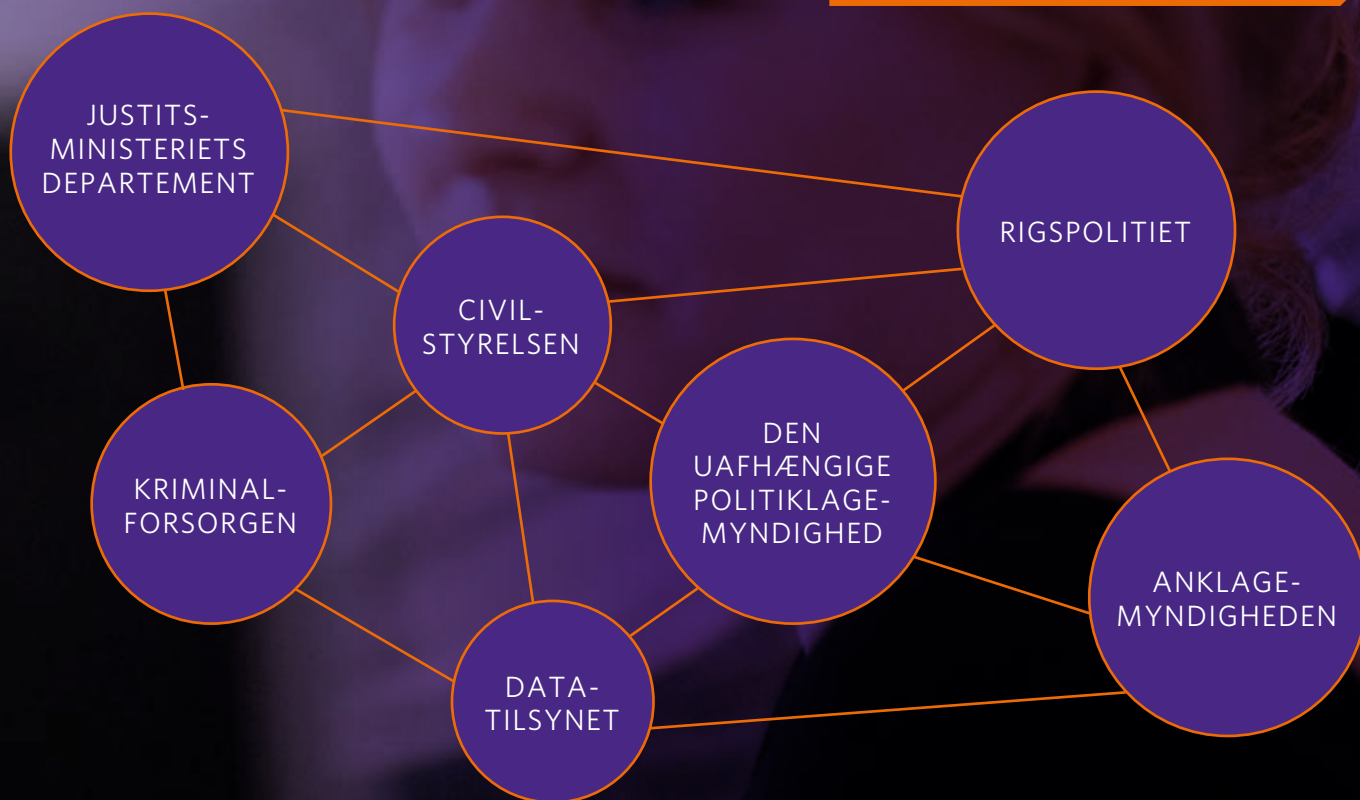 JUSTITS-
MINISTERIETS
DEPARTEMENT
RIGSPOLITIET
CIVIL-
STYRELSEN
DEN
UAFHÆNGIGE
POLITIKLAGE-
MYNDIGHED
KRIMINAL-
FORSORGEN
ANKLAGE-
MYNDIGHEDEN
DATA-
TILSYNET